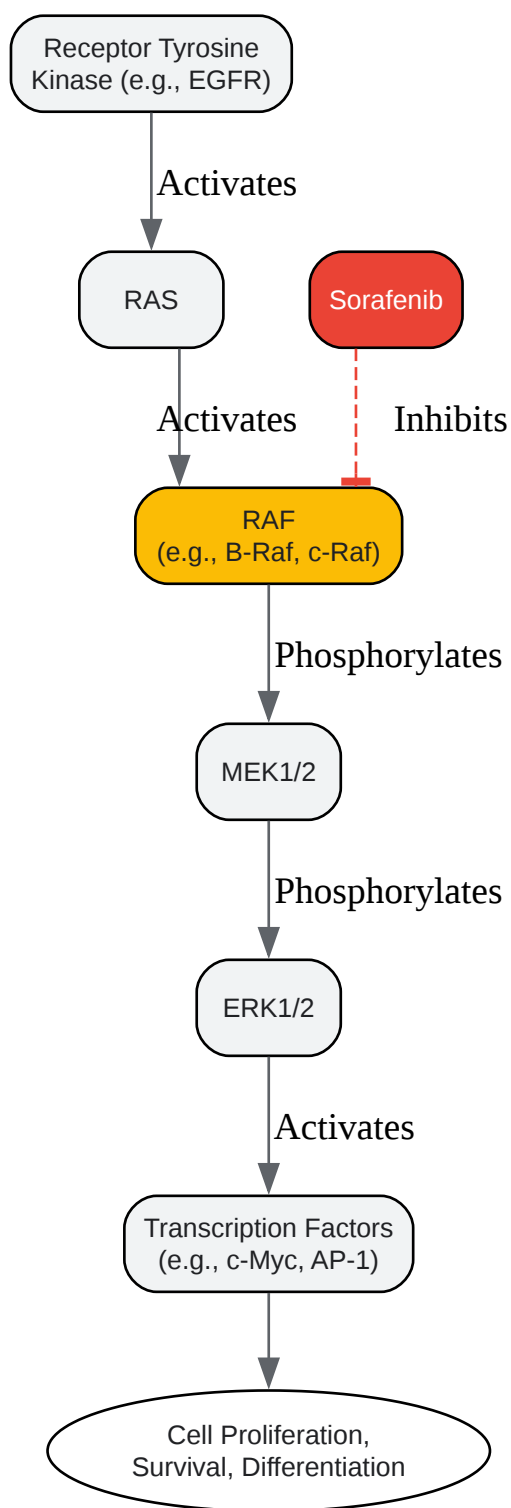 Receptor Tyrosine
Kinase (e.g., EGFR)
Activates
RAS
Sorafenib
Activates
Inhibits
RAF
(e.g., B-Raf, c-Raf)
Phosphorylates
MEK1/2
Phosphorylates
ERK1/2
Activates
Transcription Factors
(e.g., c-Myc, AP-1)
Cell Proliferation,
Survival, Differentiation